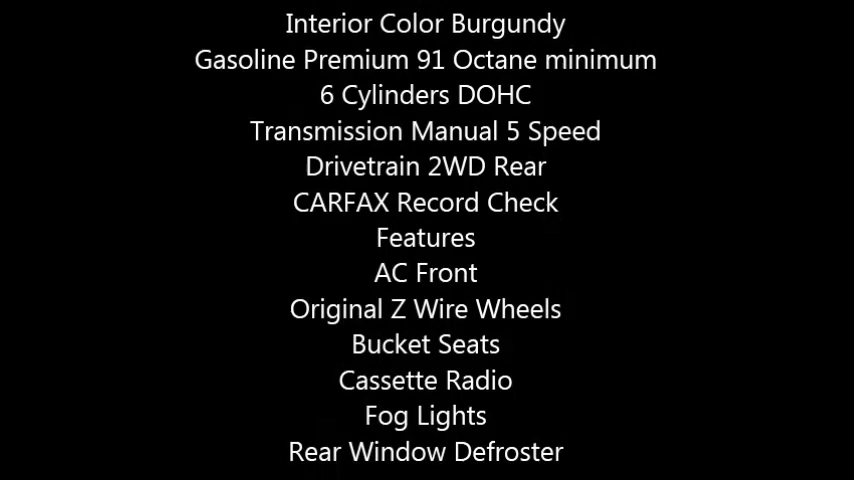 Interior Color Burgundy
Gasoline Premium 91 Octane minimum
6 Cylinders DOHC
Transmission Manual 5 Speed
Drivetrain 2WD Rear
CARFAX Record Check
Features
AC Front
Original Z Wire Wheels
Bucket Seats
Cassette Radio
Fog Lights
Rear Window Defroster